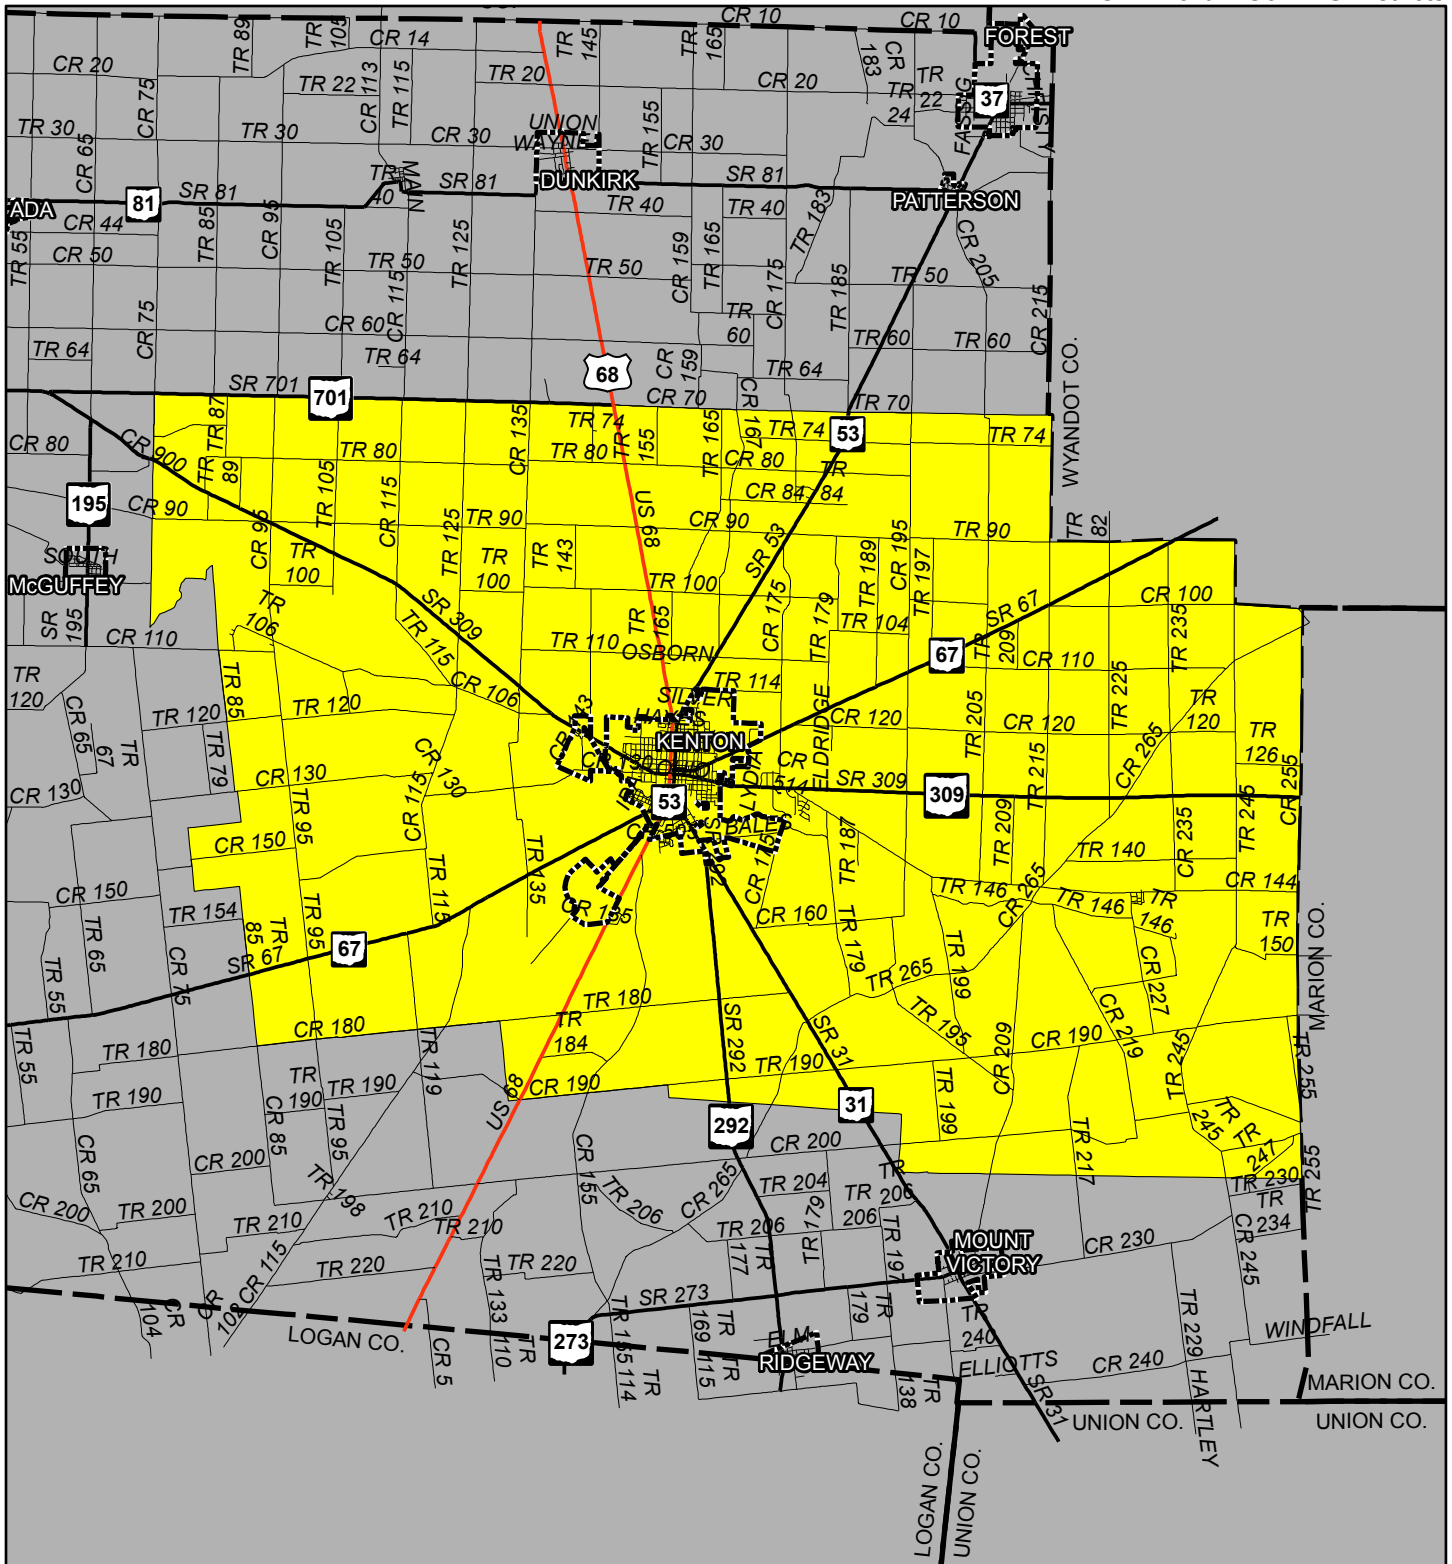 CR 10
CR 10
FOREST
TR 89
TR 105
CR 14
TR 145
TR 165
CR 183
CR 20
CR 75
TR 22
CR 113
TR 115
TR 20
CR 20
TR 22
TR 24
37
FASSIG
TR 30
CR 65
TR 30
CR 30
UNION
WAYNE
TR 155
CR 30
DUNKIRK
TR 40
MAIN
SR 81
SR 81
SR 81
81
ADA
PATTERSON
CR 44
TR 85
CR 95
TR 105
TR 125
TR 40
TR 40
TR 183
TR 55
CR 50
TR 50
CR 115
TR 50
CR 159
TR 165
CR 175
TR 185
TR 50
CR 205
CR 215
CR 75
CR 60
TR 60
TR 60
TR 60
TR 64
TR 64
CR 159
TR 64
WYANDOT CO.
68
SR 701
701
CR 70
TR 70
CR 167
TR 87
CR 135
TR 74
TR 155
TR 165
TR 74
53
TR 74
CR 80
CR 900
TR 89
TR 80
TR 80
CR 80
TR 84
CR 84
195
CR 90
CR 95
TR 105
CR 115
TR 125
TR 90
US 68
CR 90
SR 53
TR 189
CR 195
TR 197
TR 90
TR 82
SOUTH
McGUFFEY
TR 100
TR 100
TR 143
TR 100
CR 175
TR 179
CR 100
SR 195
TR 106
SR 309
TR 115
TR 165
TR 104
SR 67
TR 235
CR 110
TR 110
OSBORN
67
TR 209
CR 110
TR 120
TR 85
CR 106
TR 114
SILVER
ELDRIDGE
TR 225
CR 65
TR 67
TR 120
TR 79
TR 120
CR 143
KENTON
CR 120
TR 205
CR 120
TR 120
CR 265
TR 126
CR 130
CR 130
CR 130
CR 115
LYDIA
CR 514
SR 309
309
TR 215
CR 255
53
TR 95
CR 150
BALES
TR 187
TR 209
CR 235
TR 245
TR 140
CR 150
TR 115
TR 135
CR 175
TR 146
CR 265
TR 146
TR 146
CR 144
TR 65
TR 154
TR 85
TR 95
CR 155
CR 160
TR 179
TR 150
MARION CO.
67
SR 67
TR 55
CR 75
TR 265
TR 199
CR 227
CR 180
TR 180
TR 184
SR 292
SR 31
TR 195
CR 209
CR 190
CR 219
TR 245
TR 255
TR 55
TR 180
TR 119
CR 190
TR 190
TR 190
TR 190
TR 190
CR 85
TR 95
US 68
292
31
TR 199
TR 245
TR 247
CR 65
CR 200
CR 155
CR 200
TR 217
TR 255
CR 200
TR 200
TR 198
TR 210
TR 206
CR 265
TR 204
TR 206
TR 206
TR 230
TR 234
TR 210
TR 210
TR 206
TR 179
TR 197
MOUNT
VICTORY
CR 230
CR 245
TR 210
CR 115
TR 220
TR 133
TR 220
TR 177
CR 104
CR 102
SR 273
TR 179
TR 240
TR 229
WINDFALL
LOGAN CO.
CR 5
TR 110
273
TR 155
TR 114
TR 169
TR 115
ELM
RIDGEWAY
TR 138
ELLIOTTS
CR 240
SR 31
HARTLEY
MARION CO.
UNION CO.
UNION CO.
LOGAN CO.
UNION CO.